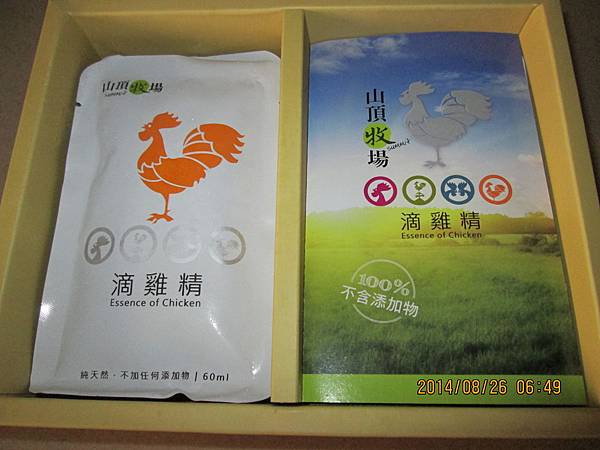 山頂牧場
SUMMIT
滴雞精
Essence of Chicken
純天然‧不加任何添加物 | 60ml
山頂牧場
SUMMIT
滴雞精
Essence of Chicken
100%
不含添加物
2014/08/26 06:49